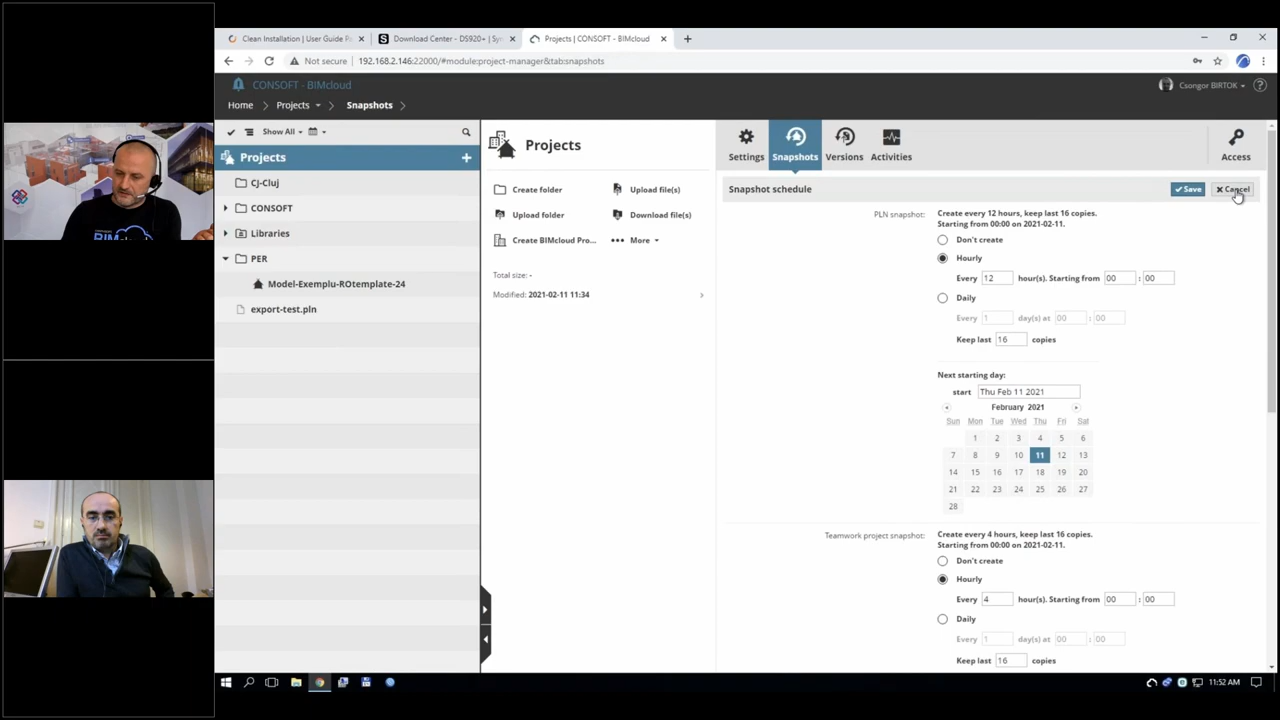 Clean Installation | User Guide Pa
Download Center - DS920+ | Sy
Projects | CONSOFT - BIMcloud
Not secure
192.168.2.146:22000/#module:project-manager&tab:snapshots
CONSOFT - BIMcloud
Csongor BIRTOK
Home
Projects
Snapshots
Show All
Projects
CJ-Cluj
CONSOFT
Libraries
PER
Model-Exemplu-ROtemplate-24
export-test.pln
Projects
Create folder
Upload file(s)
Upload folder
Download file(s)
Create BIMcloud Pro...
More
Total size: -
Modified: 2021-02-11 11:34
Settings
Snapshots
Versions
Activities
Access
Snapshot schedule
Save
Cancel
PLN snapshot:
Create every 12 hours, keep last 16 copies.
Starting from 00:00 on 2021-02-11.
Don't create
Hourly
Every 12 hour(s). Starting from 00 : 00
Daily
Every 1 day(s) at 00 : 00
Keep last 16 copies
Next starting day:
start Thu Feb 11 2021
February 2021
Sun Mon Tue Wed Thu Fri Sat
1 2 3 4 5 6
7 8 9 10 11 12 13
14 15 16 17 18 19 20
21 22 23 24 25 26 27
28
Teamwork project snapshot:
Create every 4 hours, keep last 16 copies.
Starting from 00:00 on 2021-02-11.
Don't create
Hourly
Every 4 hour(s). Starting from 00 : 00
Daily
Every 1 day(s) at 00 : 00
Keep last 16 copies
11:52 AM